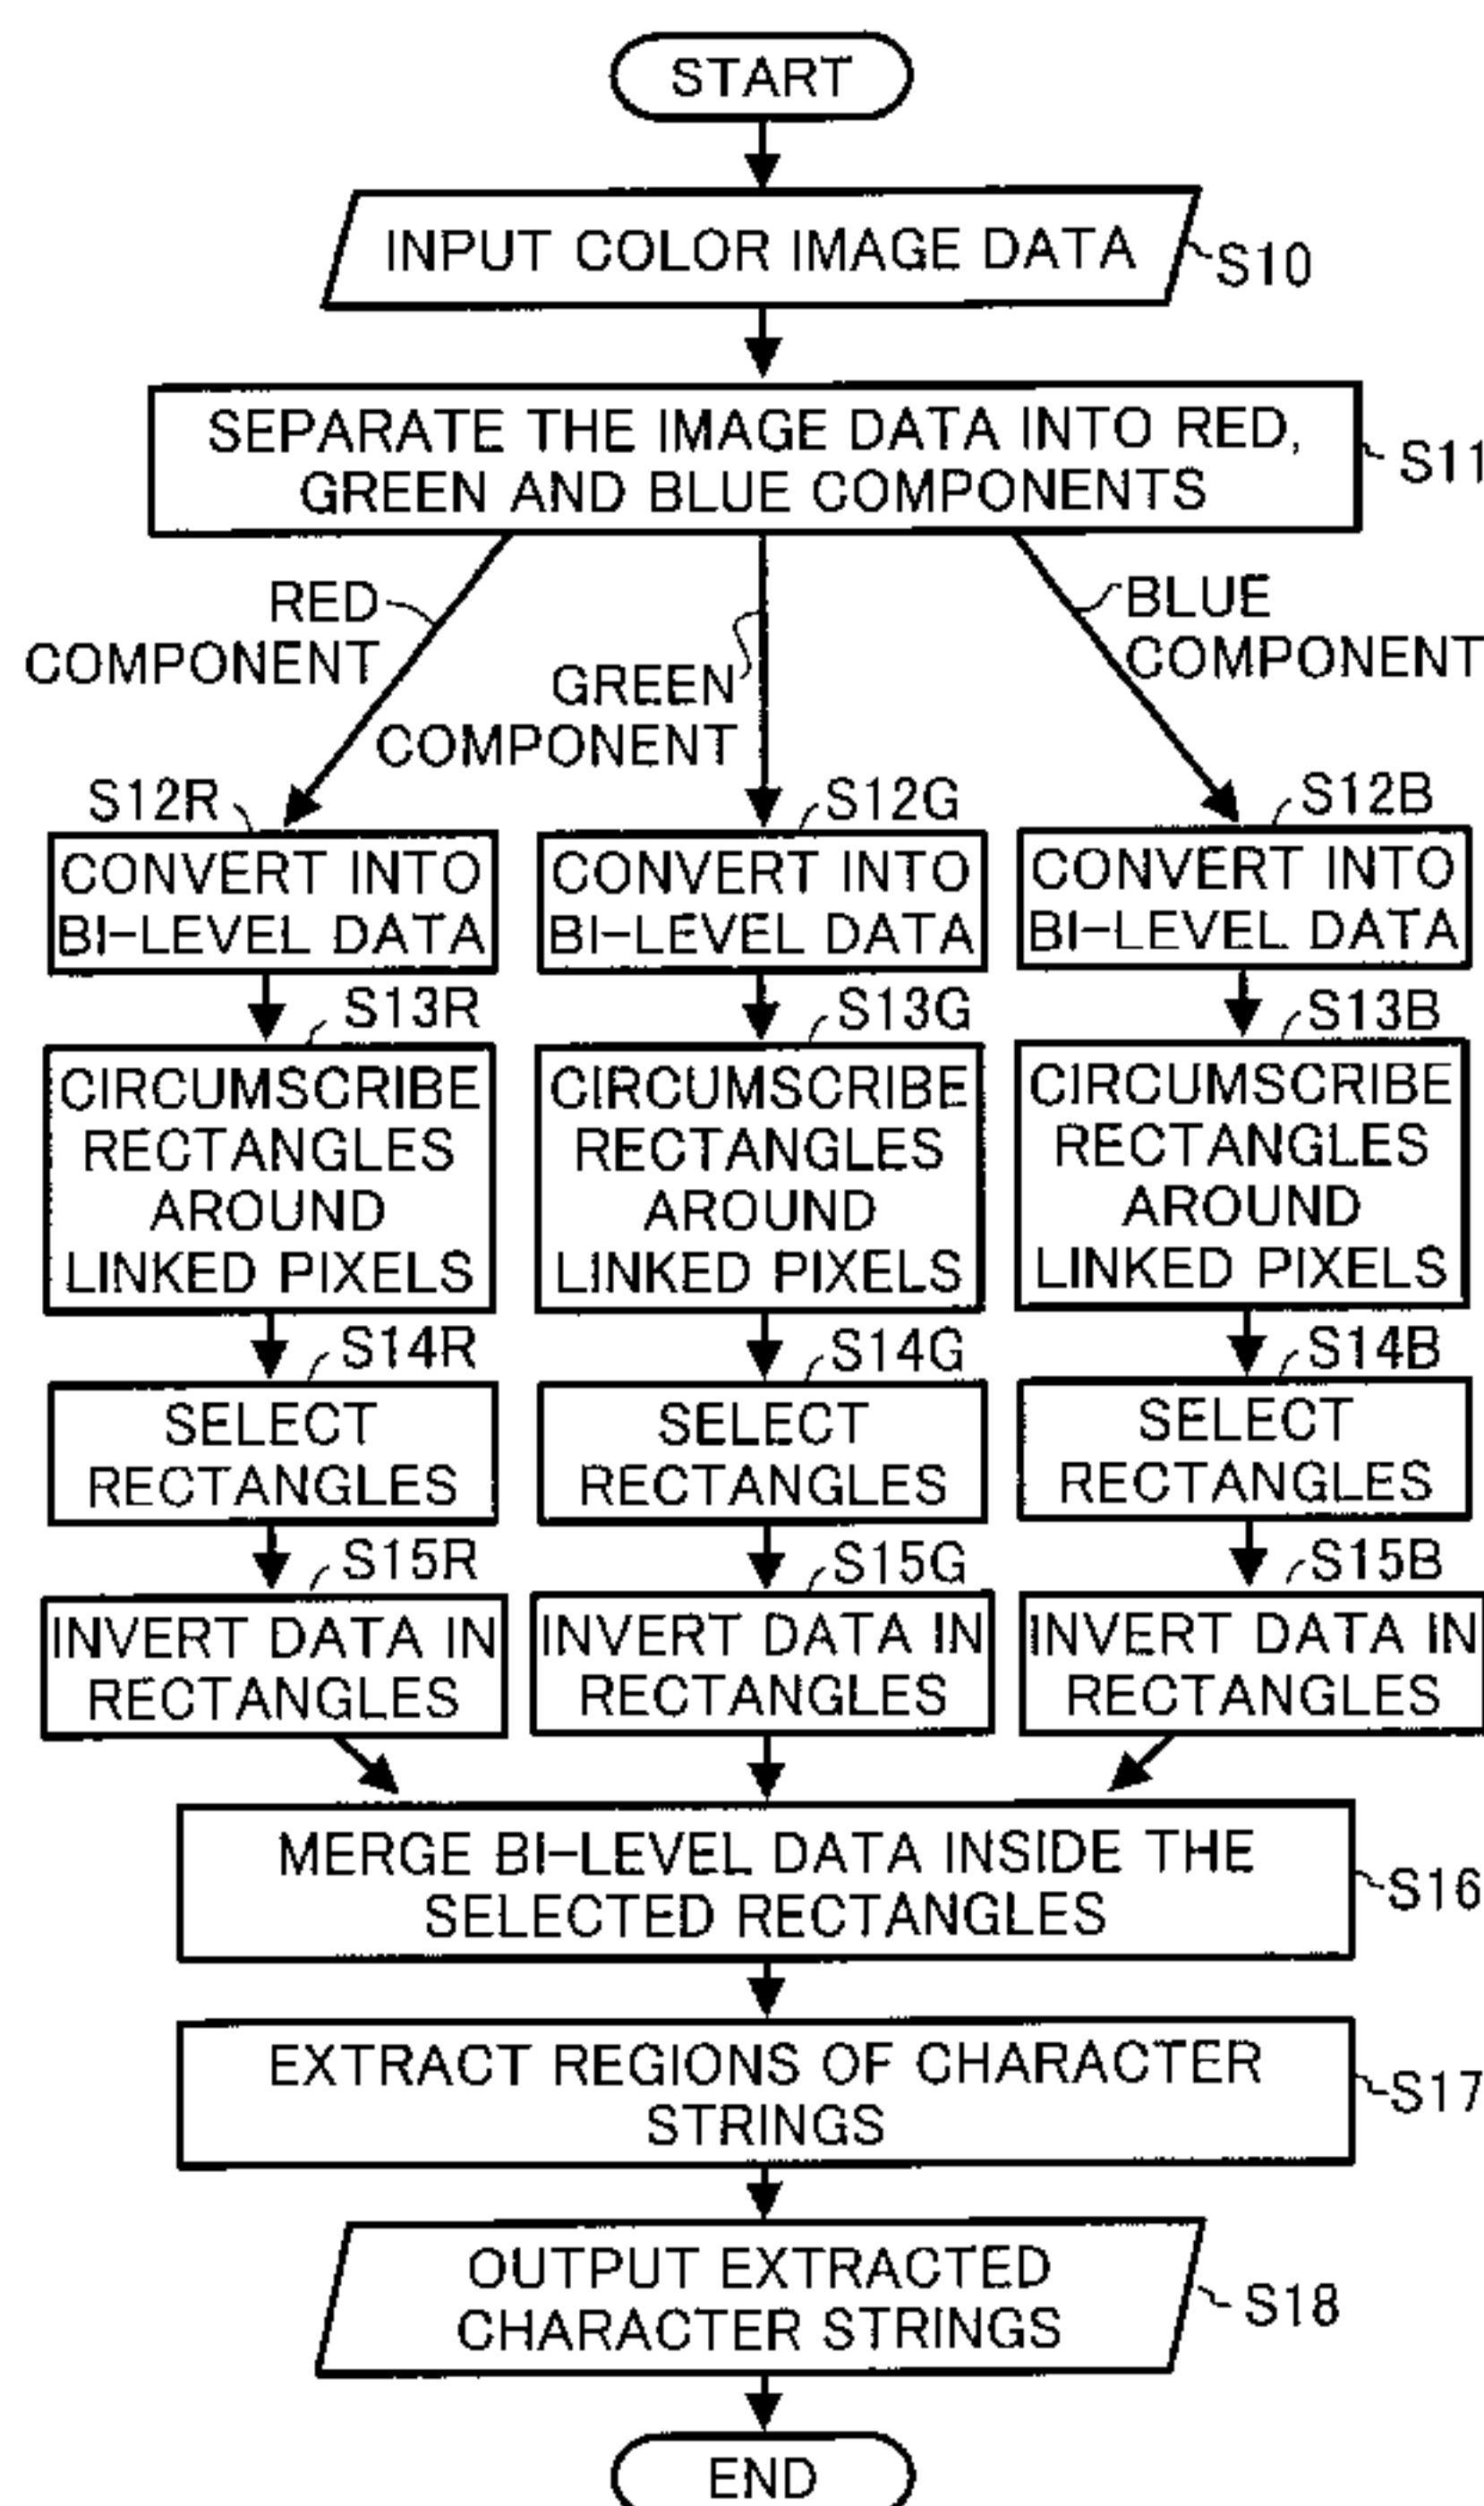 START
INPUT COLOR IMAGE DATA
S10
SEPARATE THE IMAGE DATA INTO RED,
GREEN AND BLUE COMPONENTS
S11
RED
COMPONENT
GREEN
COMPONENT
BLUE
COMPONENT
S12R
CONVERT INTO
BI-LEVEL DATA
S12G
CONVERT INTO
BI-LEVEL DATA
S12B
CONVERT INTO
BI-LEVEL DATA
S13R
CIRCUMSCRIBE
RECTANGLES
AROUND
LINKED PIXELS
S13G
CIRCUMSCRIBE
RECTANGLES
AROUND
LINKED PIXELS
S13B
CIRCUMSCRIBE
RECTANGLES
AROUND
LINKED PIXELS
S14R
SELECT
RECTANGLES
S14G
SELECT
RECTANGLES
S14B
SELECT
RECTANGLES
S15R
INVERT DATA IN
RECTANGLES
S15G
INVERT DATA IN
RECTANGLES
S15B
INVERT DATA IN
RECTANGLES
MERGE BI-LEVEL DATA INSIDE THE
SELECTED RECTANGLES
S16
EXTRACT REGIONS OF CHARACTER
STRINGS
S17
OUTPUT EXTRACTED
CHARACTER STRINGS
S18
END